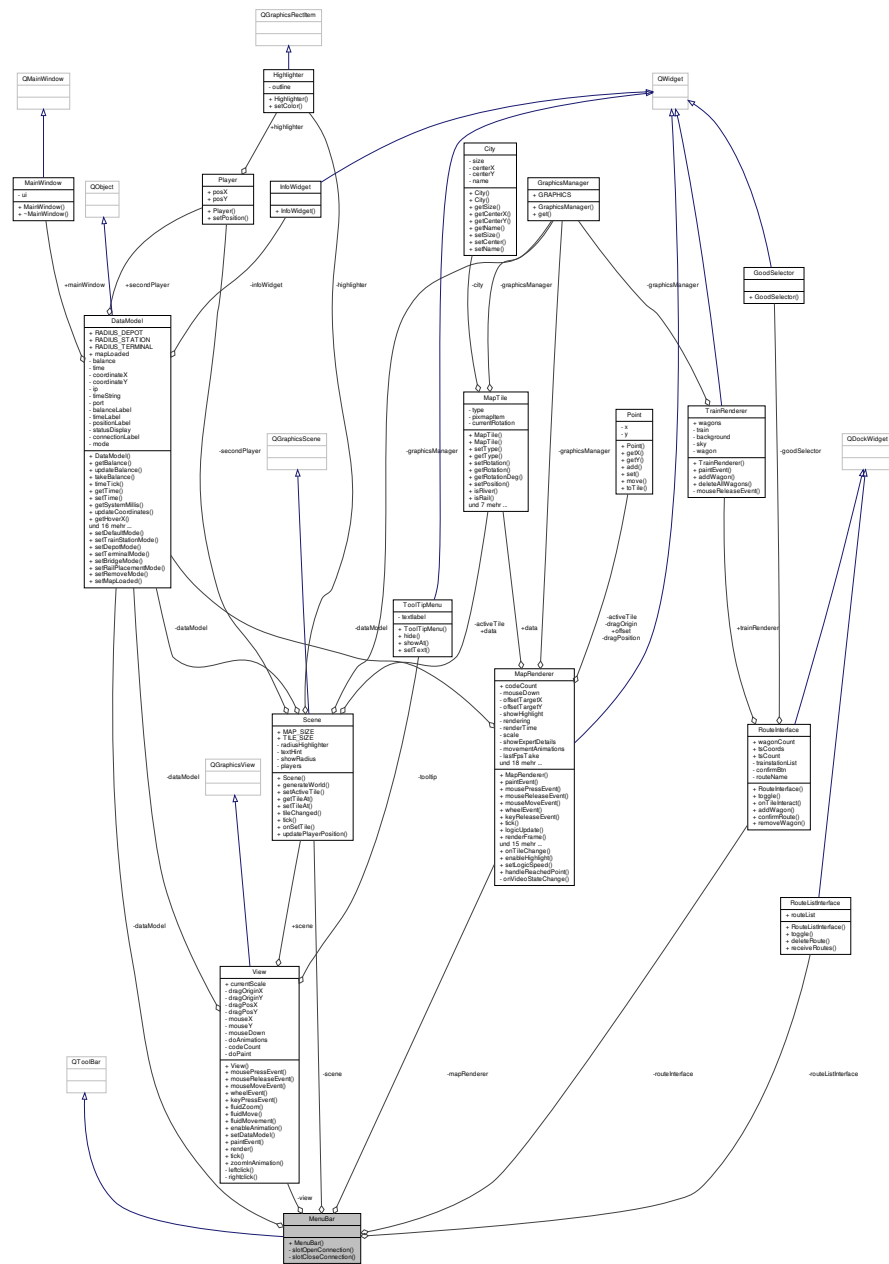 QGraphicsRectItem
Highlighter
- outline
+ Highlighter()
+ setColor()
QMainWindow
QWidget
+highlighter
City
- size
- centerX
- centerY
- name
+ City()
+ City()
+ getSize()
+ getCenterX()
+ getCenterY()
+ getName()
+ setSize()
+ setCenter()
+ setName()
MainWindow
- ui
+ MainWindow()
+ ~MainWindow()
QObject
Player
+ posX
+ posY
+ Player()
+ setPosition()
InfoWidget
+ InfoWidget()
GraphicsManager
+ GRAPHICS
+ GraphicsManager()
+ get()
GoodSelector
+ GoodSelector()
+mainWindow
+secondPlayer
-infoWidget
-highlighter
-city
-graphicsManager
-graphicsManager
DataModel
+ RADIUS_DEPOT
+ RADIUS_STATION
+ RADIUS_TERMINAL
+ mapLoaded
- balance
- time
- coordinateX
- coordinateY
- ip
- timeString
- port
- balanceLabel
- timeLabel
- positionLabel
- statusDisplay
- connectionLabel
- mode
+ DataModel()
+ getBalance()
+ updateBalance()
+ takeBalance()
+ timeTick()
+ getTime()
+ setTime()
+ getSystemMillis()
+ updateCoordinates()
+ getHoverX()
und 16 mehr ...
+ setDefaultMode()
+ setTrainStationMode()
+ setDepotMode()
+ setTerminalMode()
+ setBridgeMode()
+ setRailPlacementMode()
+ setRemoveMode()
+ setMapLoaded()
MapTile
- type
- pixmapItem
- currentRotation
+ MapTile()
+ MapTile()
+ setType()
+ getType()
+ setRotation()
+ getRotation()
+ getRotationDeg()
+ setPosition()
+ isRiver()
+ isRail()
und 7 mehr ...
Point
- x
- y
+ Point()
+ getX()
+ getY()
+ add()
+ set()
+ move()
+ toTile()
TrainRenderer
+ wagons
- train
- background
- sky
- wagon
+ TrainRenderer()
+ paintEvent()
+ addWagon()
+ deleteAllWagons()
- mouseReleaseEvent()
QGraphicsScene
QDockWidget
-secondPlayer
-graphicsManager
-graphicsManager
-goodSelector
ToolTipMenu
- textlabel
+ ToolTipMenu()
+ hide()
+ showAt()
+ setText()
-dataModel
-dataModel
-activeTile
+data
+data
-activeTile
-dragOrigin
+offset
-dragPosition
+trainRenderer
MapRenderer
+ codeCount
- mouseDown
- offsetTargetX
- offsetTargetY
- showHighlight
- rendering
- renderTime
- scale
- showExpertDetails
- movementAnimations
- lastFpsTake
und 18 mehr ...
+ MapRenderer()
+ paintEvent()
+ mousePressEvent()
+ mouseReleaseEvent()
+ mouseMoveEvent()
+ wheelEvent()
+ keyReleaseEvent()
+ tick()
+ logicUpdate()
+ renderFrame()
und 15 mehr ...
+ onTileChange()
+ enableHighlight()
+ setLogicSpeed()
+ handleReachedPoint()
- onVideoStateChange()
Scene
+ MAP_SIZE
+ TILE_SIZE
- radiusHighlighter
- textHint
- showRadius
- players
+ Scene()
+ generateWorld()
+ setActiveTile()
+ getTileAt()
+ setTileAt()
+ tileChanged()
+ tick()
+ onSetTile()
+ updatePlayerPosition()
RouteInterface
+ wagonCount
+ tsCoords
+ tsCount
- trainstationList
- confirmBtn
- routeName
+ RouteInterface()
+ toggle()
+ onTileInteract()
+ addWagon()
+ confirmRoute()
+ removeWagon()
QGraphicsView
-dataModel
-tooltip
RouteListInterface
+ routeList
+ RouteListInterface()
+ toggle()
+ deleteRoute()
+ receiveRoutes()
-dataModel
+scene
View
+ currentScale
- dragOriginX
- dragOriginY
- dragPosX
- dragPosY
- mouseX
- mouseY
- mouseDown
- doAnimations
- codeCount
- doPaint
+ View()
+ mousePressEvent()
+ mouseReleaseEvent()
+ mouseMoveEvent()
+ wheelEvent()
+ keyPressEvent()
+ fluidZoom()
+ fluidMove()
+ fluidMovement()
+ enableAnimation()
+ setDataModel()
+ paintEvent()
+ render()
+ tick()
+ zoomInAnimation()
- leftclick()
- rightclick()
QToolBar
-scene
-mapRenderer
-routeInterface
-routeListInterface
-view
MenuBar
+ MenuBar()
- slotOpenConnection()
- slotCloseConnection()